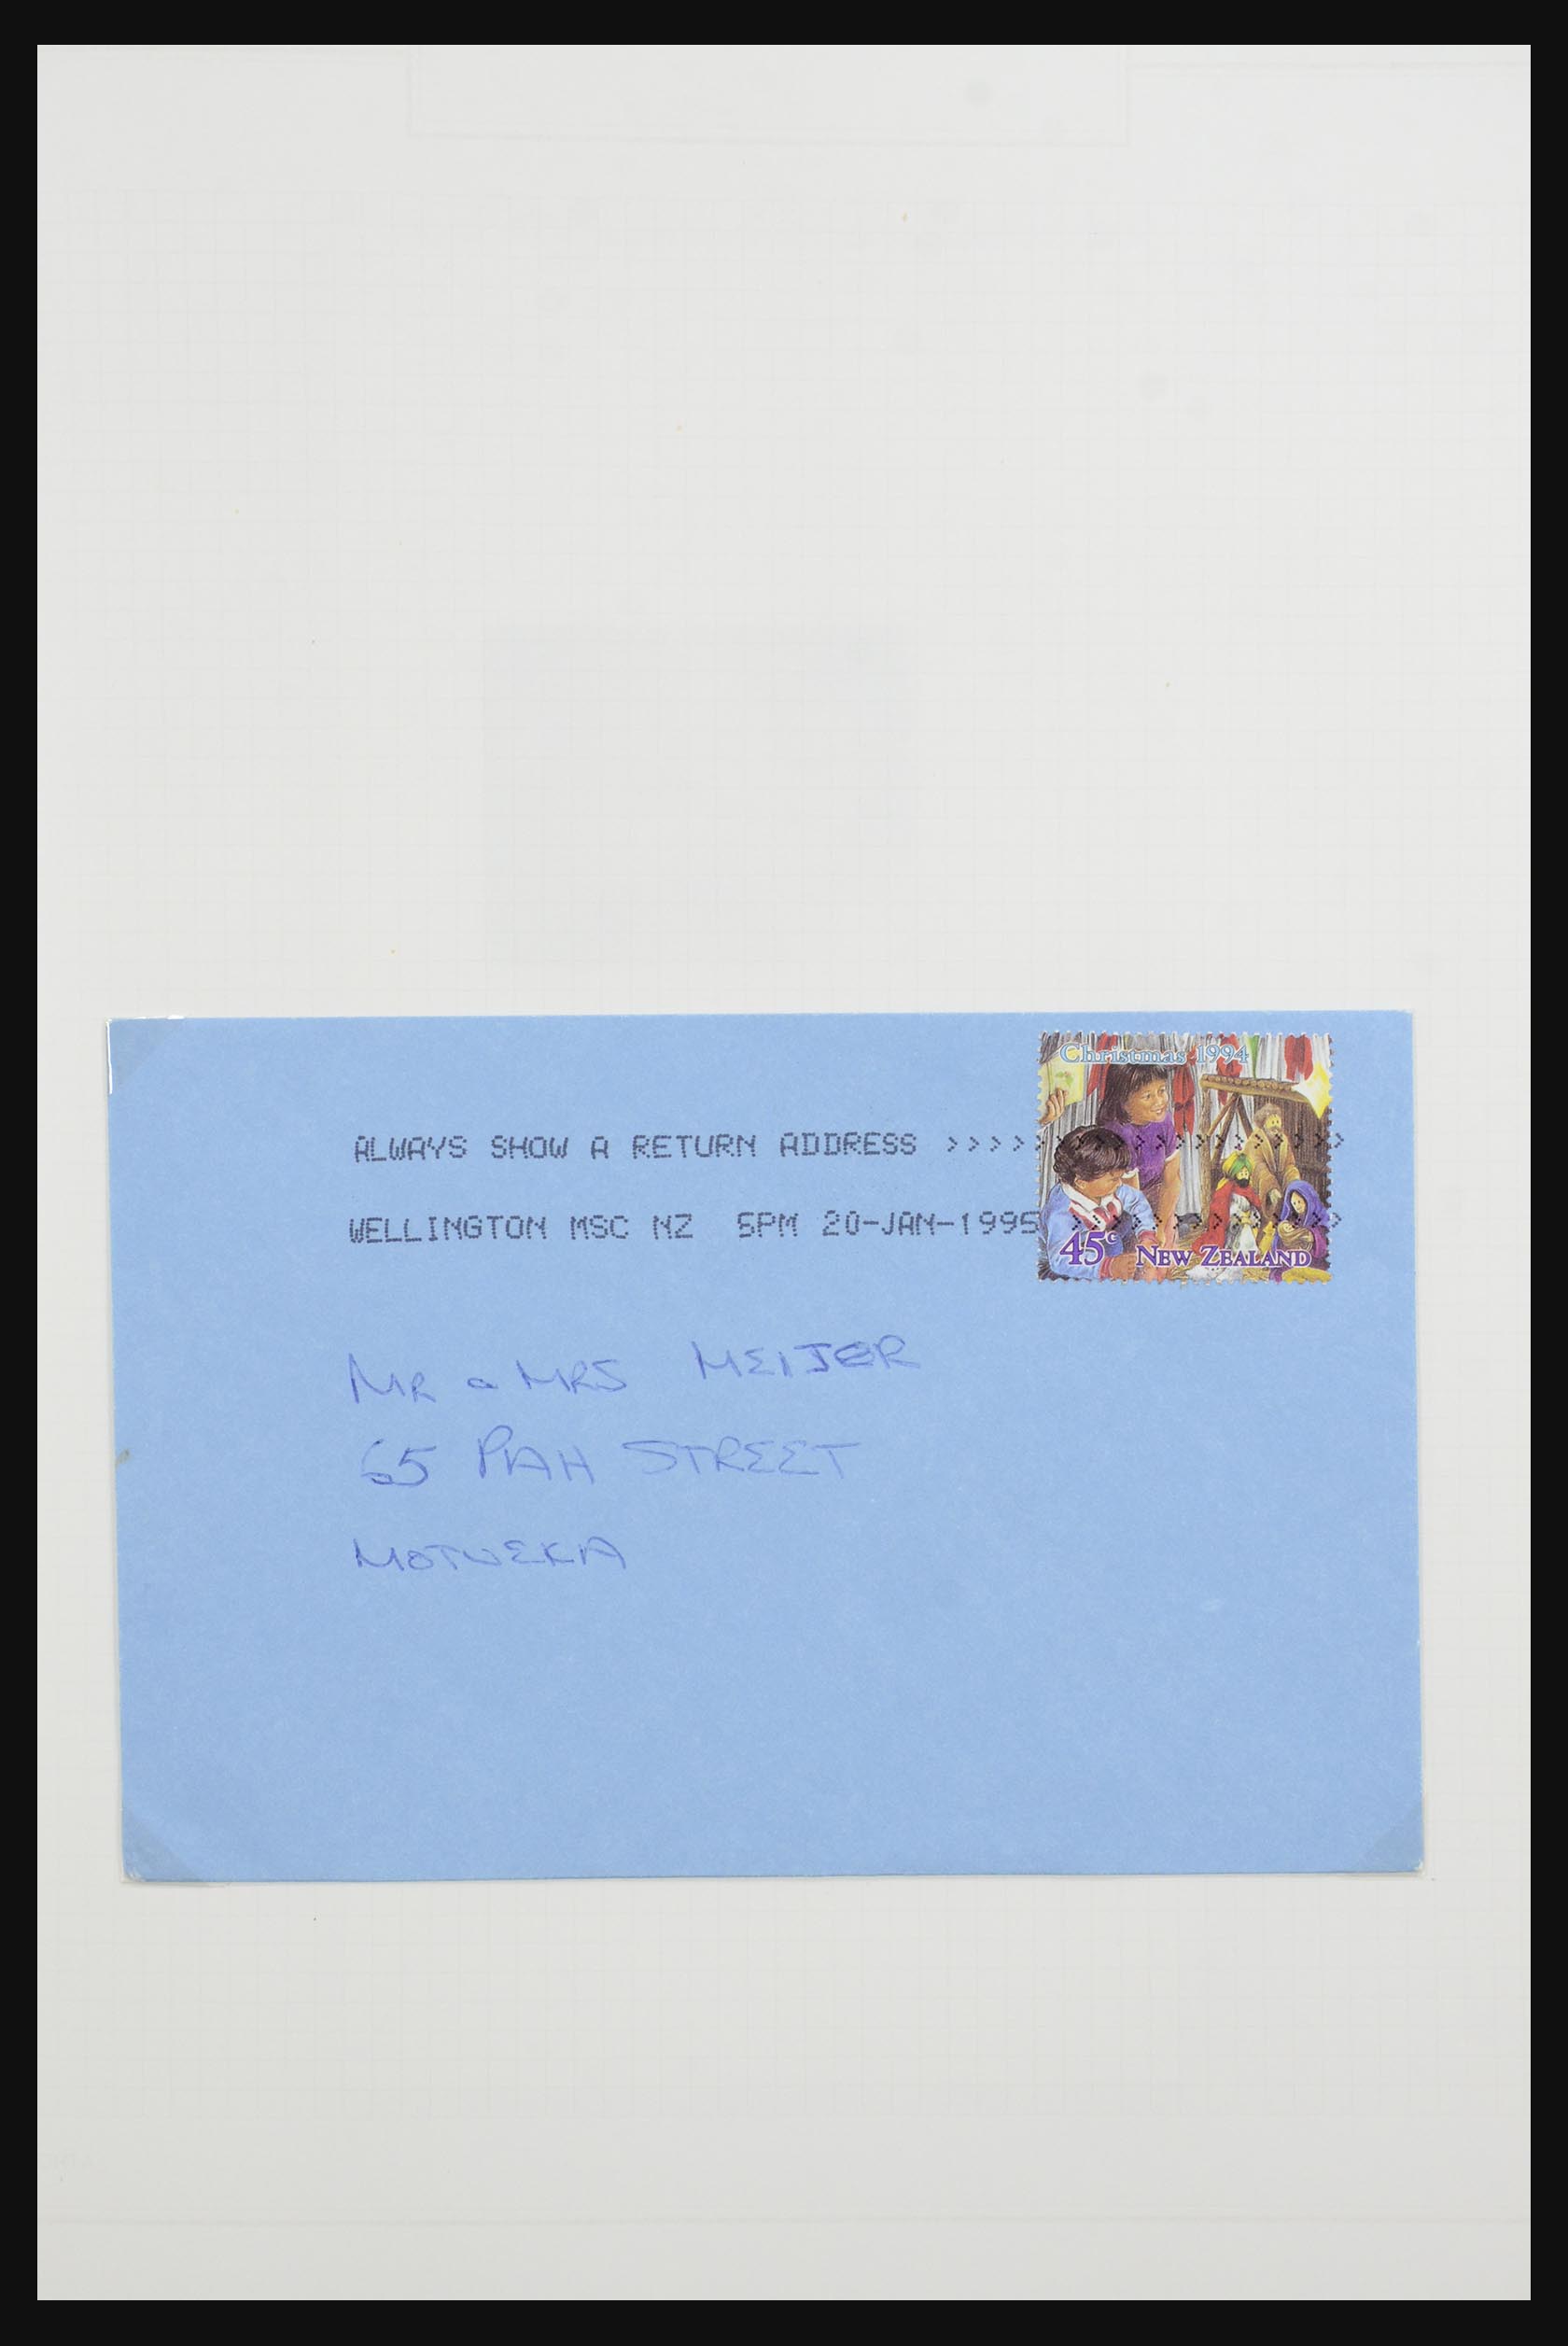 Christmas 1994
ALWAYS SHOW A RETURN ADDRESS >>>>>>>>>>>>>>>>>>>
WELLINGTON MSC NZ 5PM 20-JAN-1995 >>>>>>>>>>>>>
45c NEW ZEALAND
MR & MRS MEIJER
65 PAH STREET
MOTUEKA